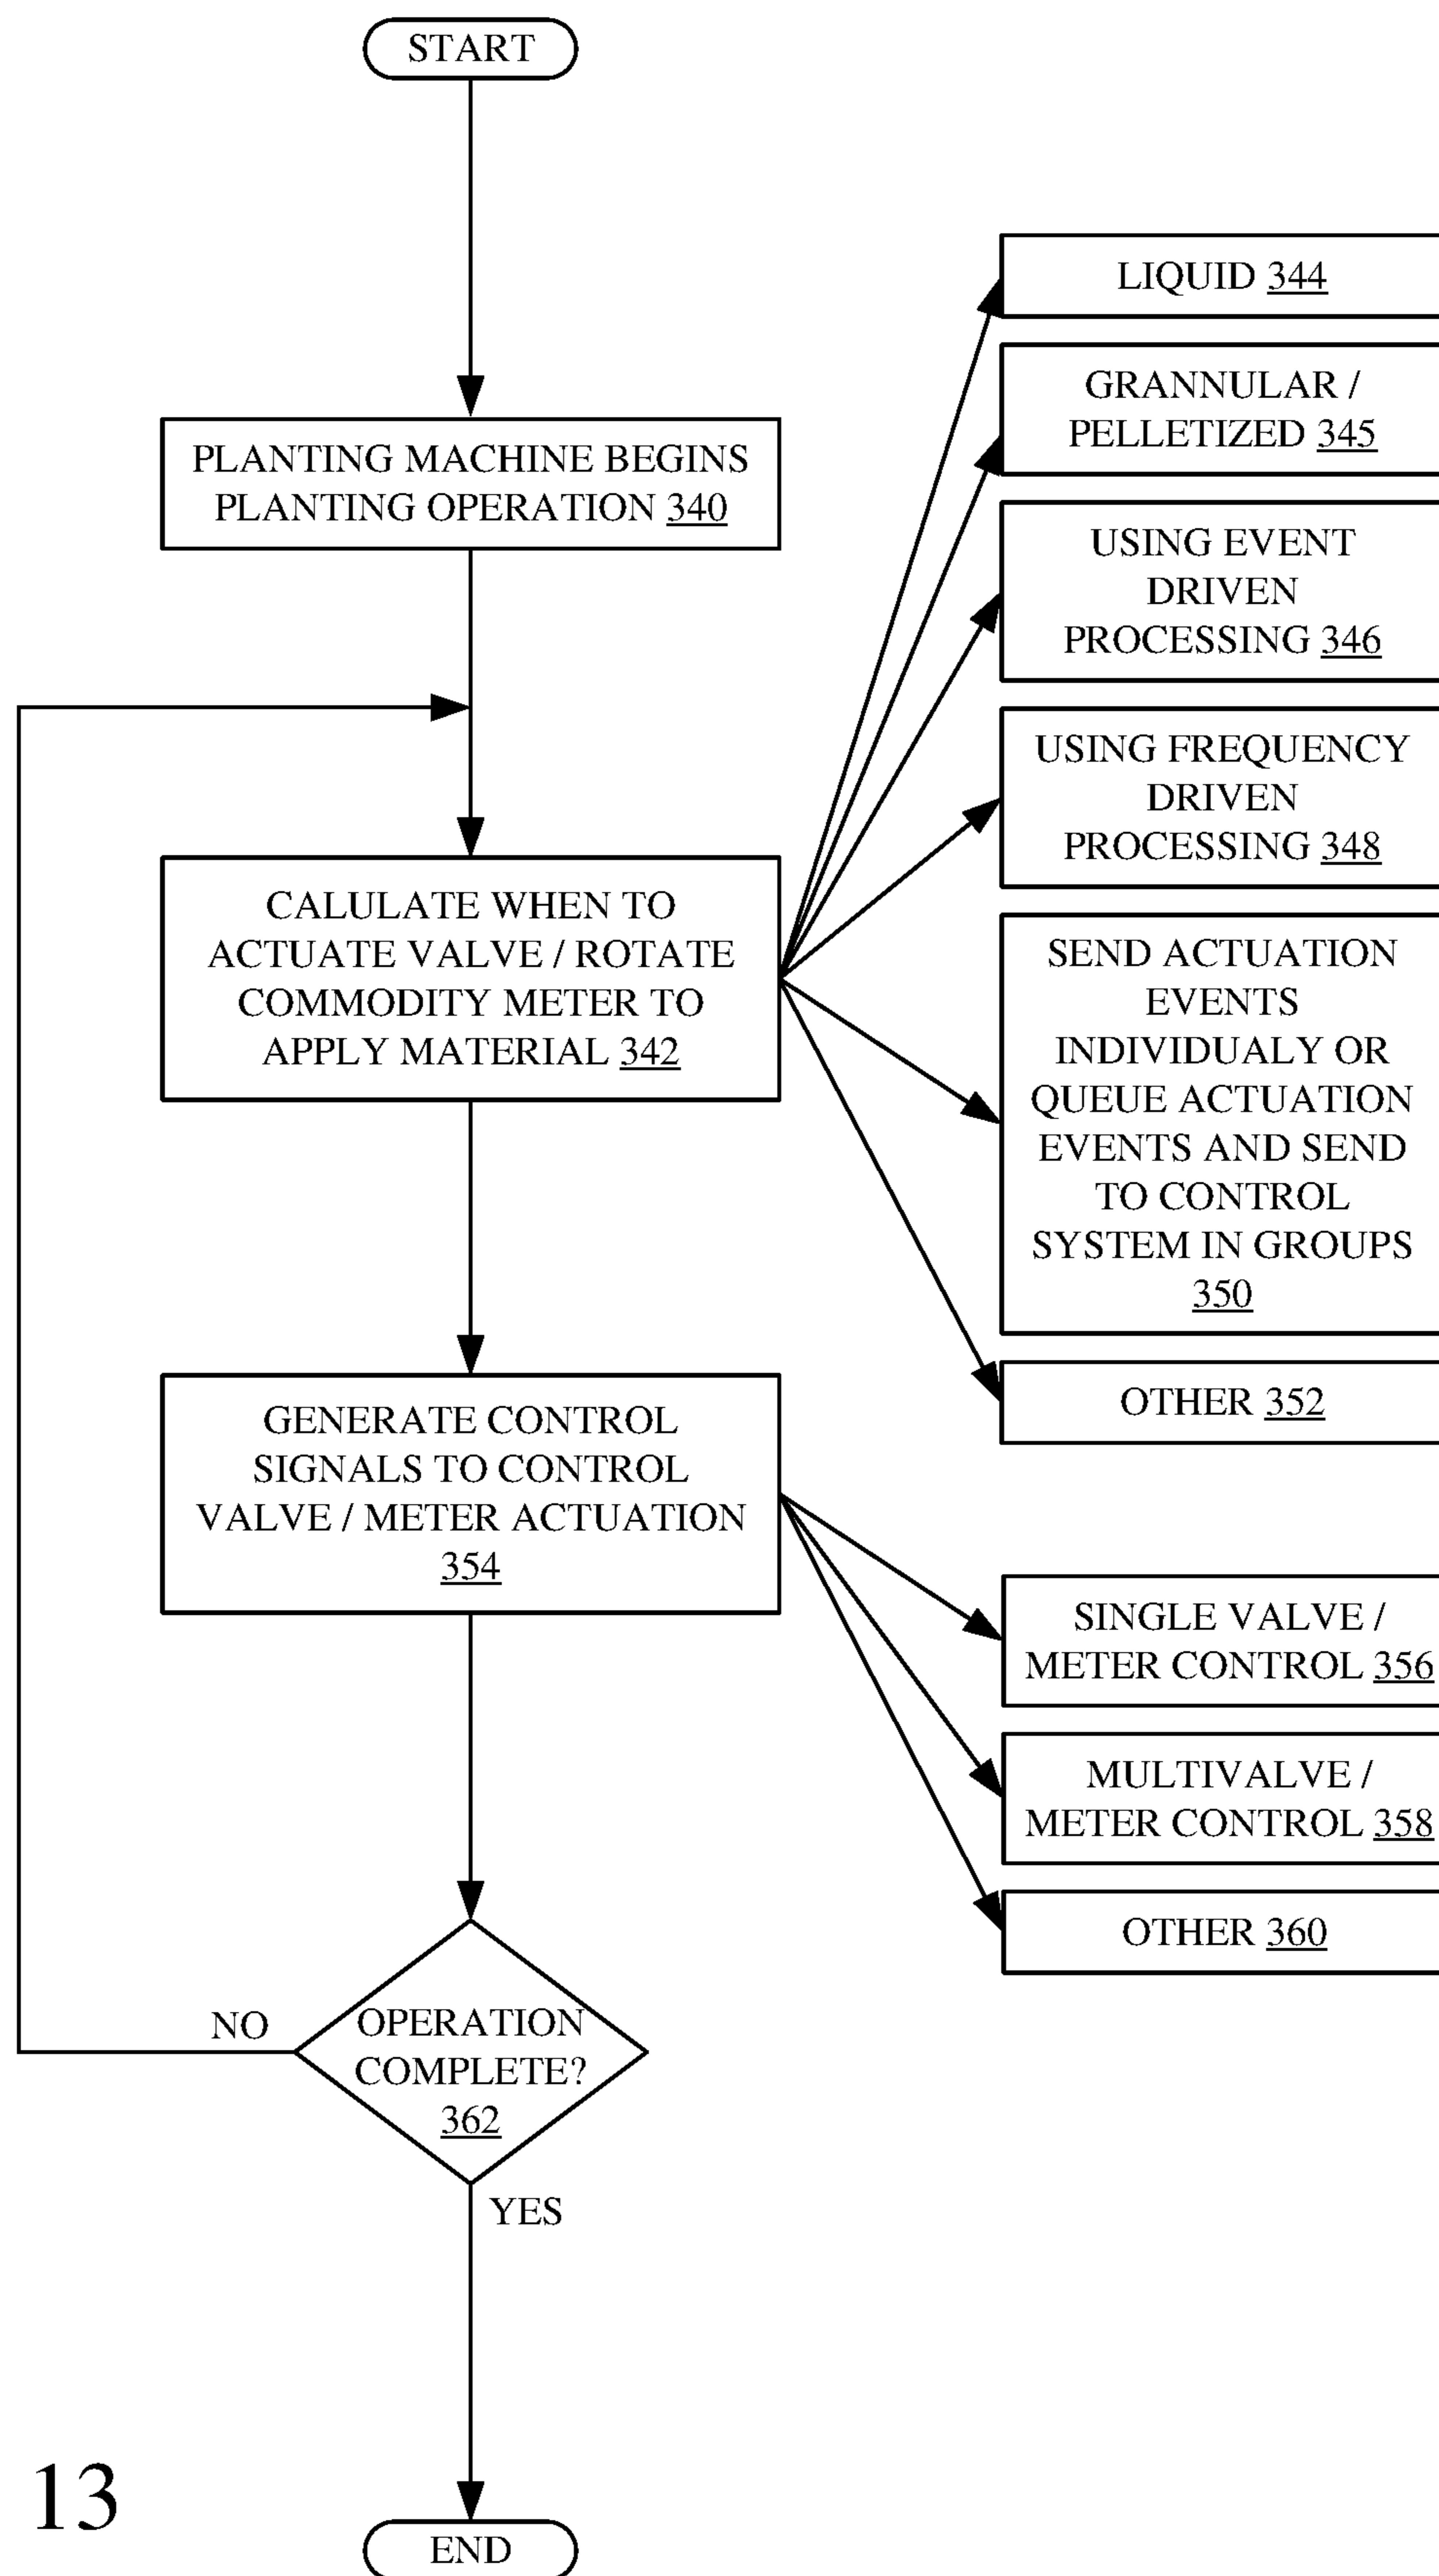 START
PLANTING MACHINE BEGINS
PLANTING OPERATION 340
CALULATE WHEN TO
ACTUATE VALVE / ROTATE
COMMODITY METER TO
APPLY MATERIAL 342
LIQUID 344
GRANNULAR /
PELLETIZED 345
USING EVENT
DRIVEN
PROCESSING 346
USING FREQUENCY
DRIVEN
PROCESSING 348
SEND ACTUATION
EVENTS
INDIVIDUALY OR
QUEUE ACTUATION
EVENTS AND SEND
TO CONTROL
SYSTEM IN GROUPS
350
OTHER 352
GENERATE CONTROL
SIGNALS TO CONTROL
VALVE / METER ACTUATION
354
SINGLE VALVE /
METER CONTROL 356
MULTIVALVE /
METER CONTROL 358
OTHER 360
NO
OPERATION
COMPLETE?
362
YES
END
13